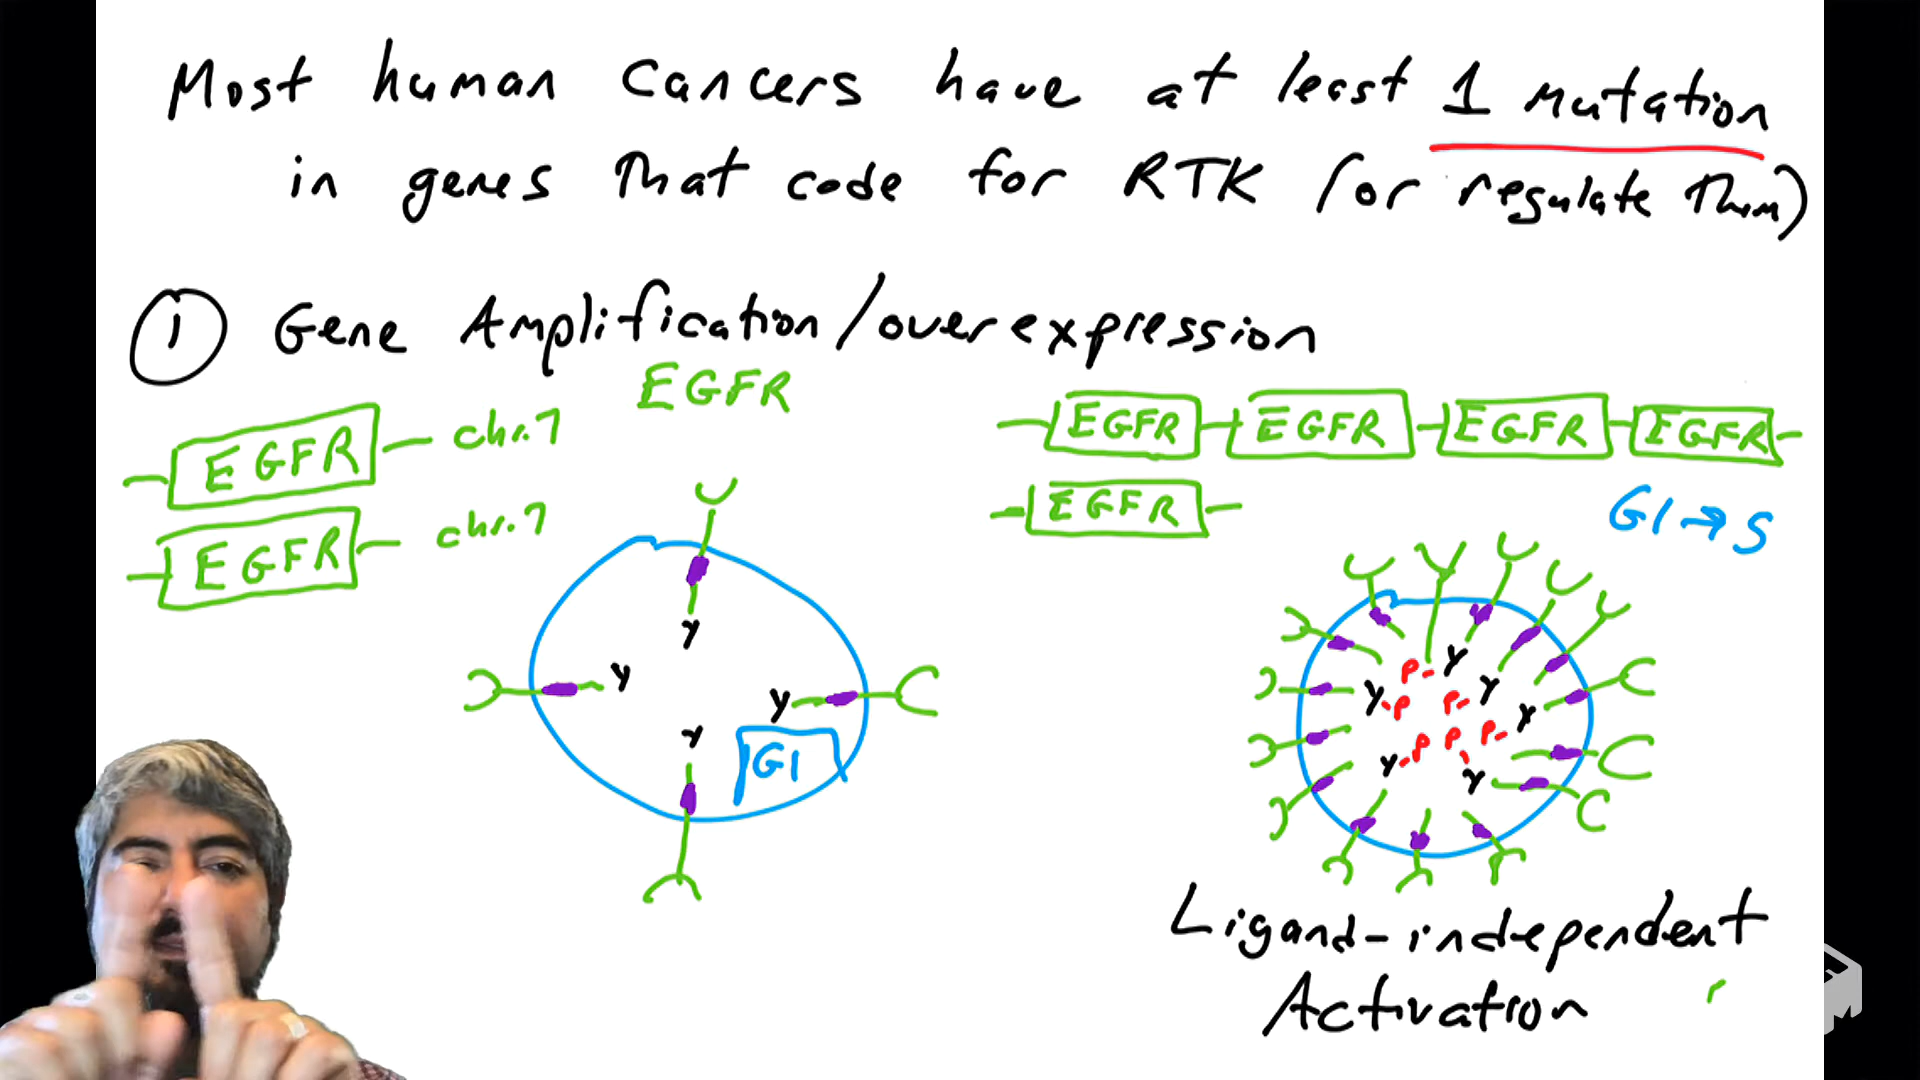 Most human cancers have at least 1 mutation
in genes that code for RTK (or regulate them)
1 Gene Amplification/overexpression
EGFR
EGFR chr.7
EGFR chr.7
EGFR EGFR EGFR EGFR
EGFR
G1→S
Y
Y Y
Y
G1
P Y
Y P P Y
Y
P P P
Y Y
Ligand-independent
Activation